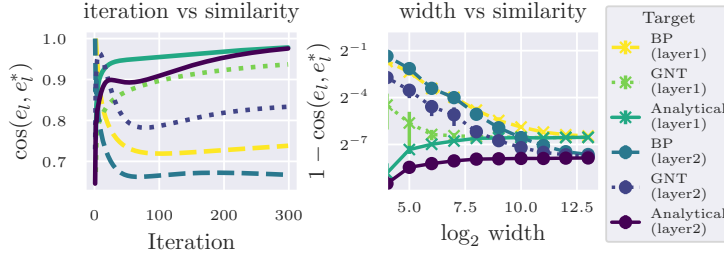 iteration vs similarity
cos(e_l, e_l^*)
1.0
0.9
0.8
0.7
0
100
200
300
Iteration
width vs similarity
1 − cos(e_l, e_l^*)
2^{-1}
2^{-4}
2^{-7}
5.0
7.5
10.0
12.5
log_2 width
Target
BP
(layer1)
GNT
(layer1)
Analytical
(layer1)
BP
(layer2)
GNT
(layer2)
Analytical
(layer2)